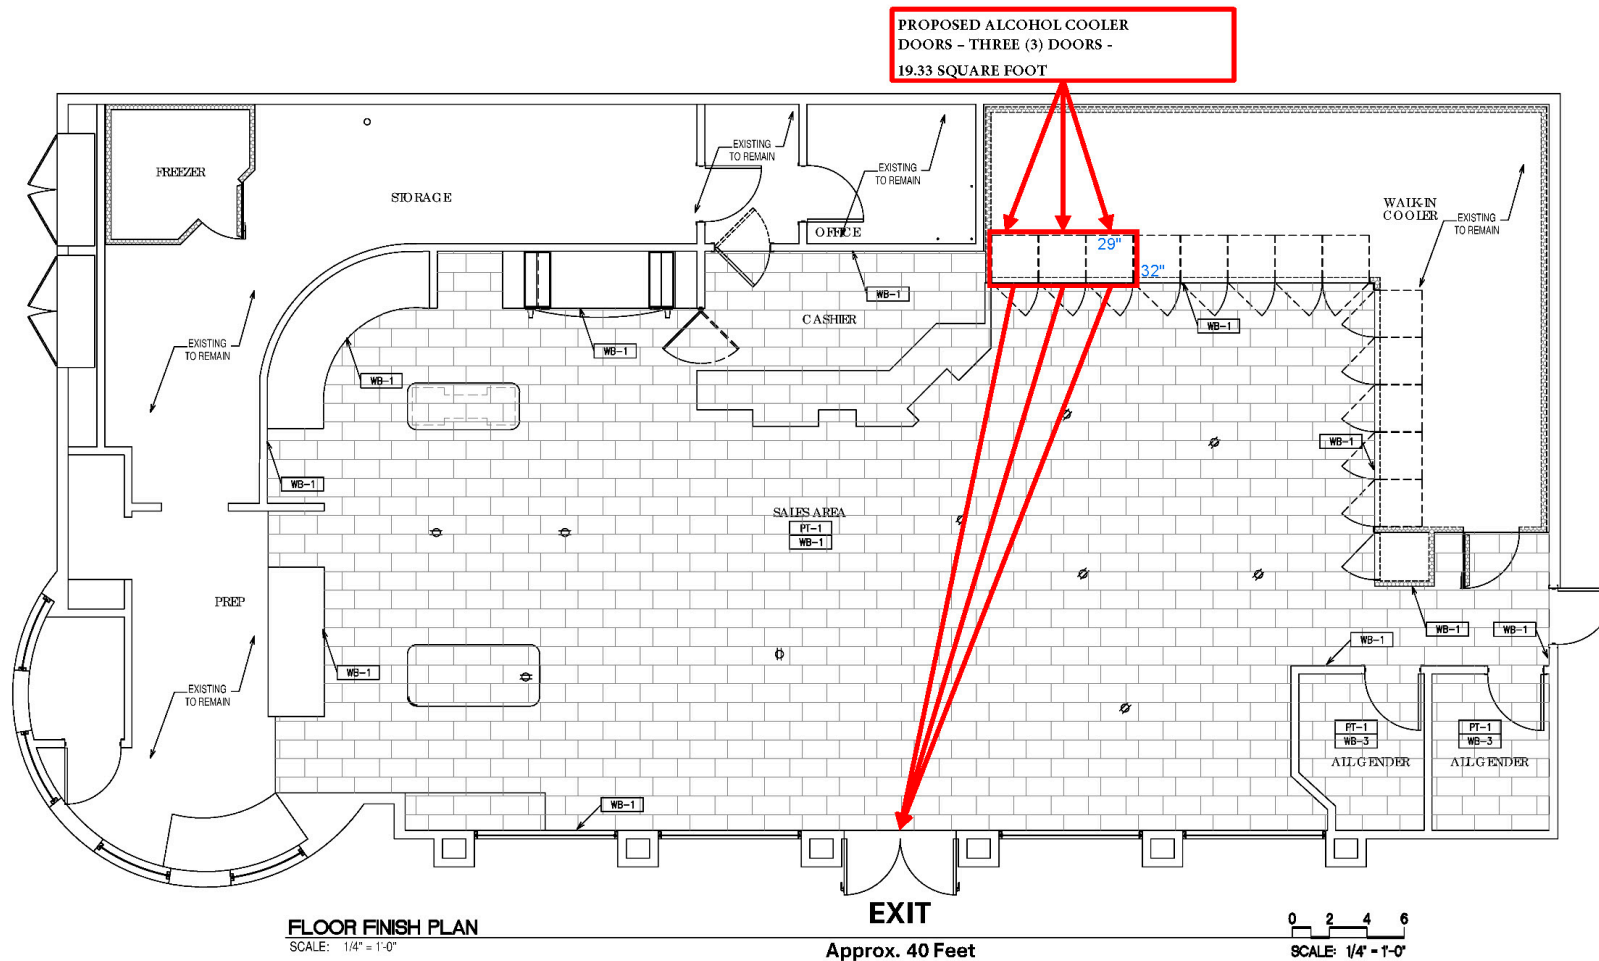 PROPOSED ALCOHOL COOLER
DOORS – THREE (3) DOORS -
19.33 SQUARE FOOT
FREEZER
STORAGE
EXISTING
TO REMAIN
EXISTING
TO REMAIN
OFFICE
WALK-IN
COOLER
EXISTING
TO REMAIN
29"
32"
WB-1
CASHIER
WB-1
WB-1
EXISTING
TO REMAIN
WB-1
WB-1
WB-1
SALES AREA
PT-1
WB-1
PREP
WB-1
WB-1
WB-1
WB-1
EXISTING
TO REMAIN
PT-1
WB-3
ALLGENDER
PT-1
WB-3
ALLGENDER
WB-1
EXIT
FLOOR FINISH PLAN
SCALE: 1/4" = 1'-0"
Approx. 40 Feet
0 2 4 6
SCALE: 1/4" = 1'-0"